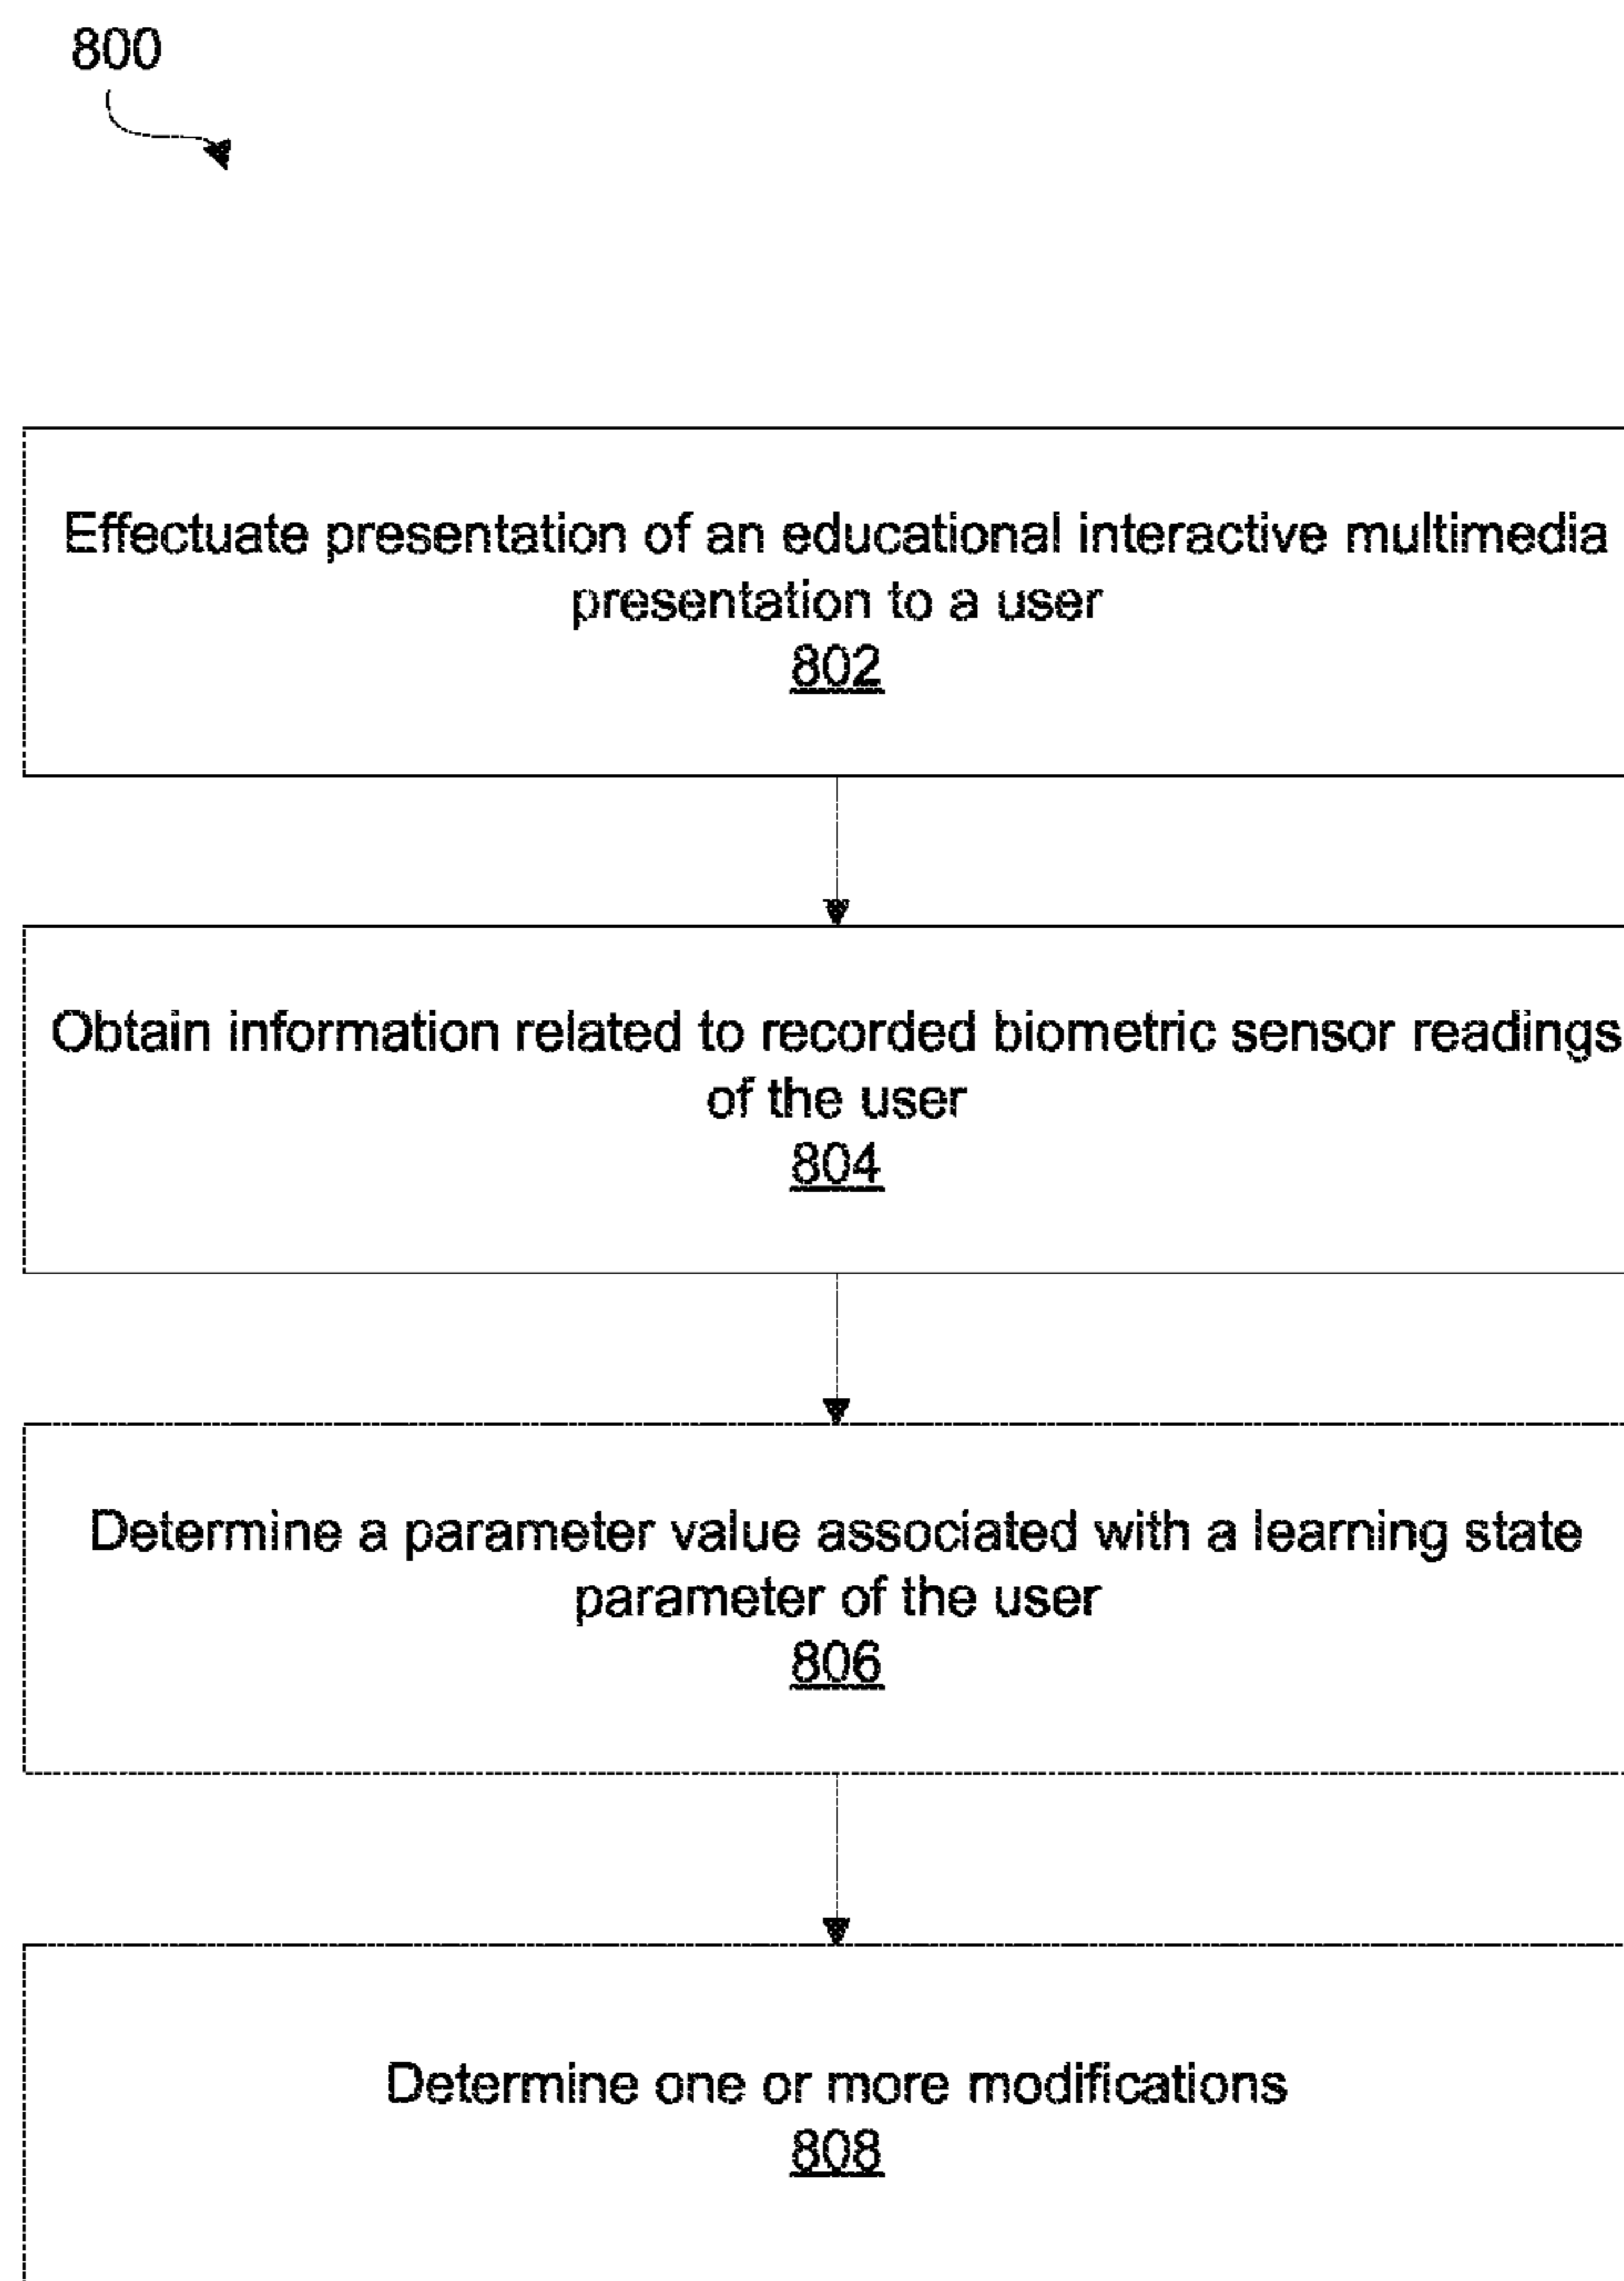 800
Effectuate presentation of an educational interactive multimedia
presentation to a user
802
Obtain information related to recorded biometric sensor readings
of the user
804
Determine a parameter value associated with a learning state
parameter of the user
806
Determine one or more modifications
808